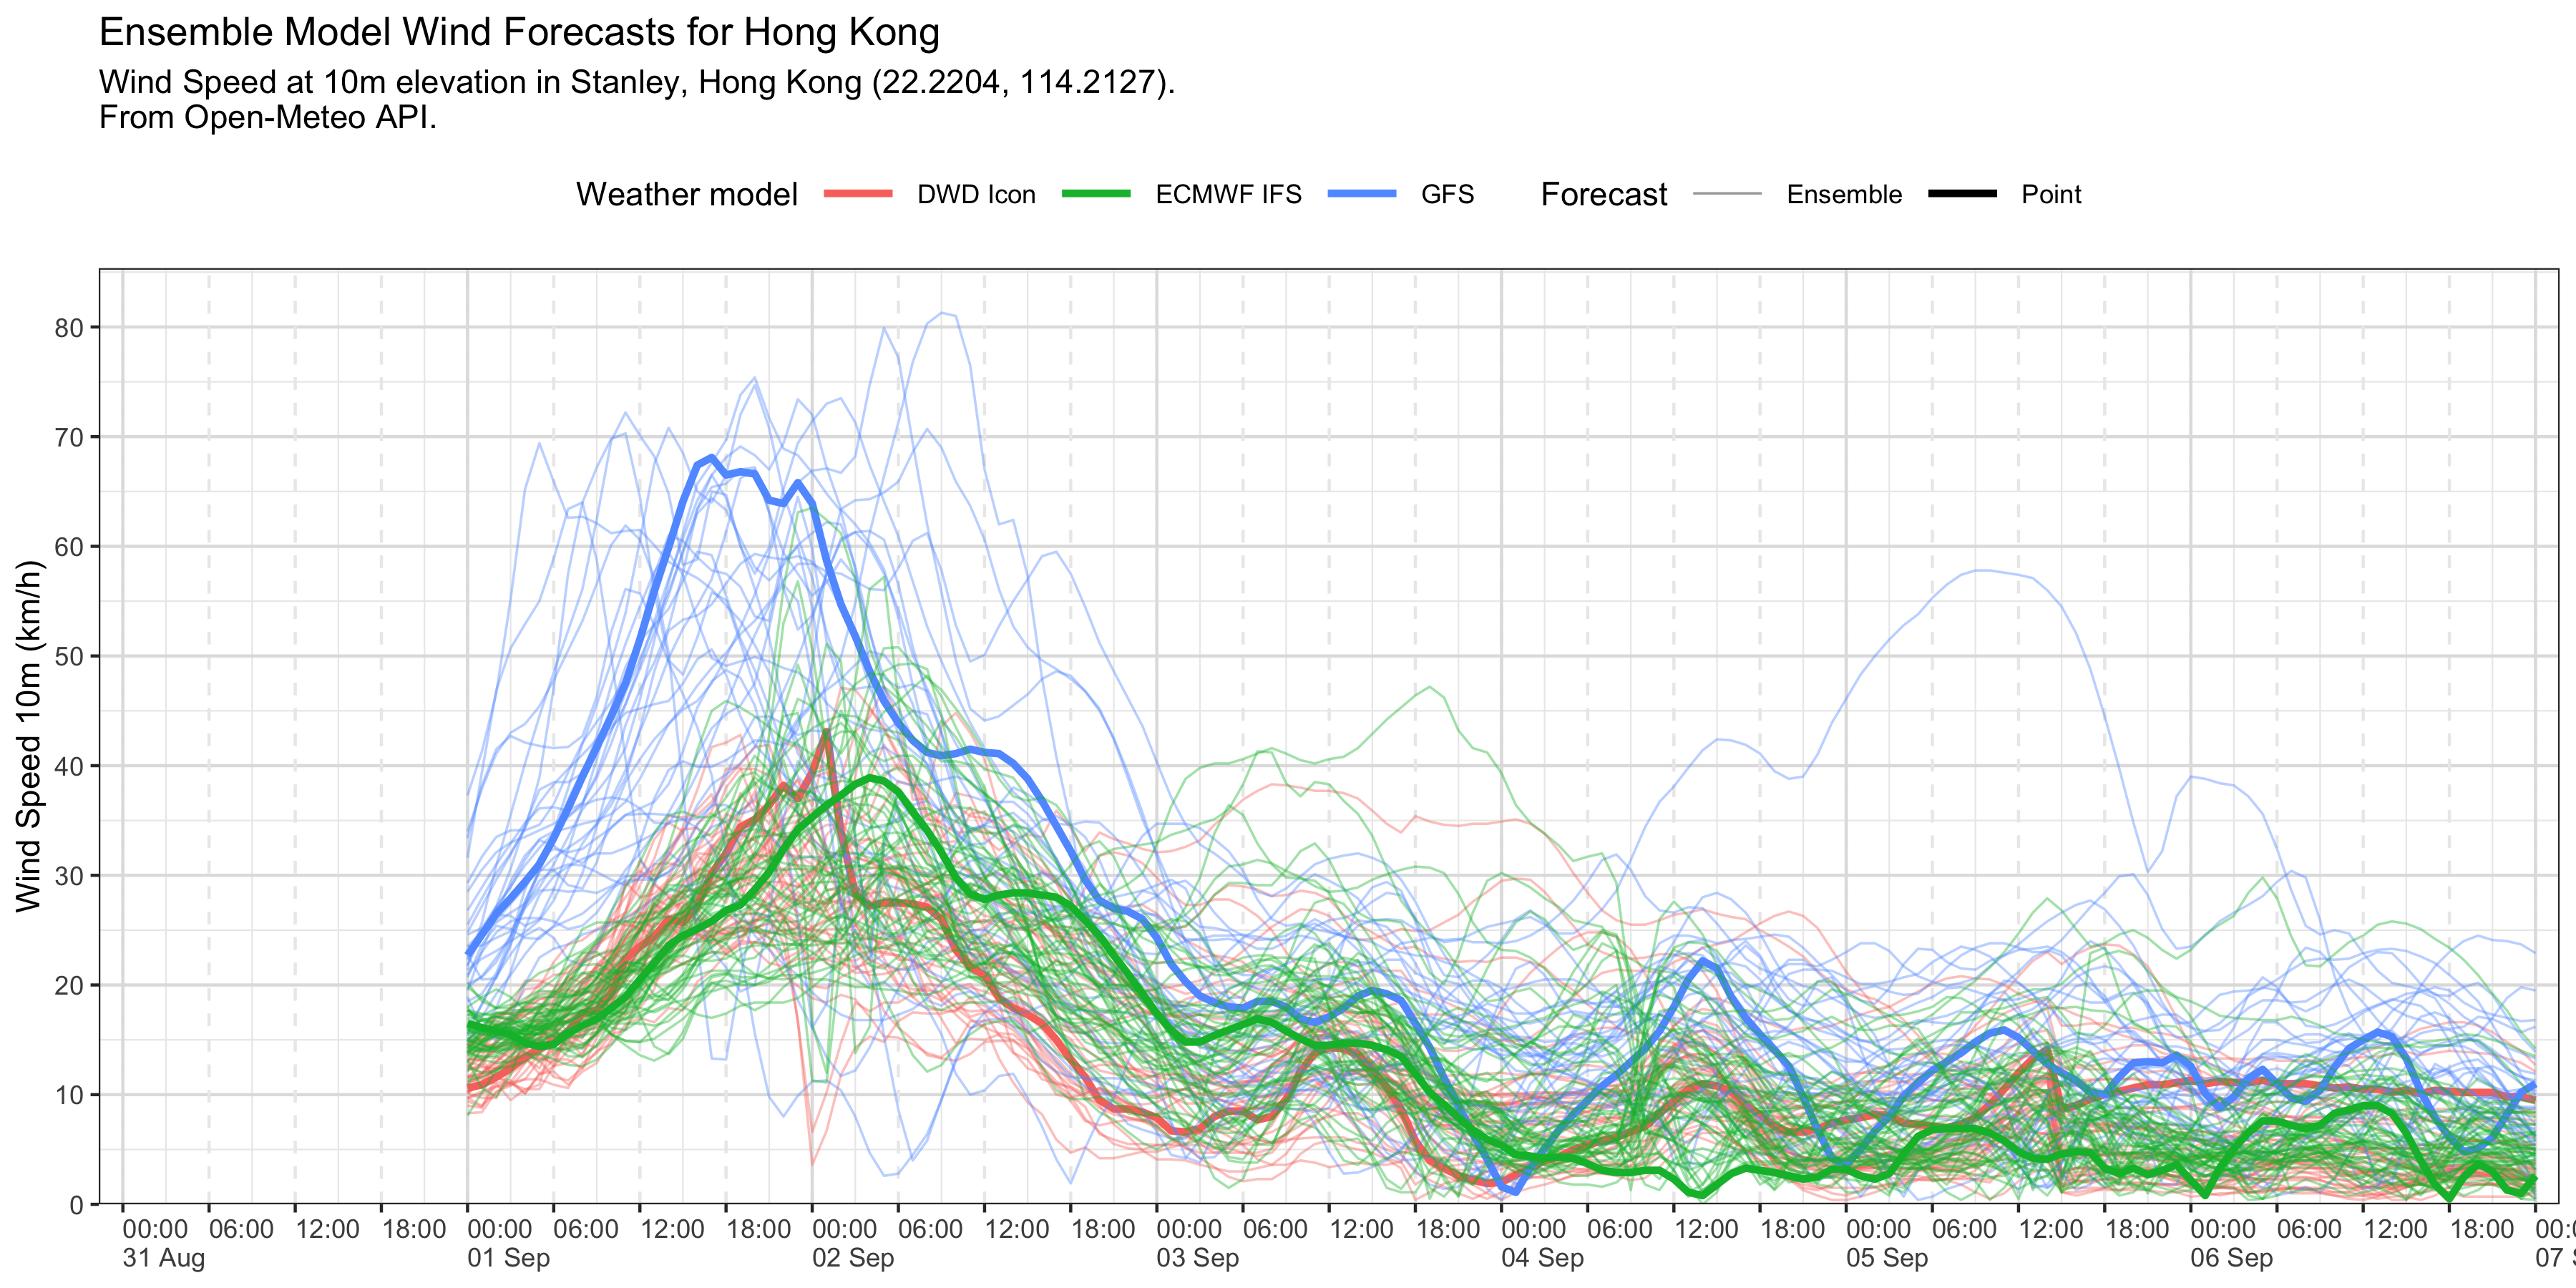 Ensemble Model Wind Forecasts for Hong Kong
Wind Speed at 10m elevation in Stanley, Hong Kong (22.2204, 114.2127).
From Open-Meteo API.
Weather model DWD Icon ECMWF IFS GFS Forecast Ensemble Point
Wind Speed 10m (km/h)
80
70
60
50
40
30
20
10
0
00:00 06:00 12:00 18:00 00:00 06:00 12:00 18:00 00:00 06:00 12:00 18:00 00:00 06:00 12:00 18:00 00:00 06:00 12:00 18:00 00:00 06:00 12:00 18:00 00:00 06:00 12:00 18:00 00:0
31 Aug 01 Sep 02 Sep 03 Sep 04 Sep 05 Sep 06 Sep 07 S